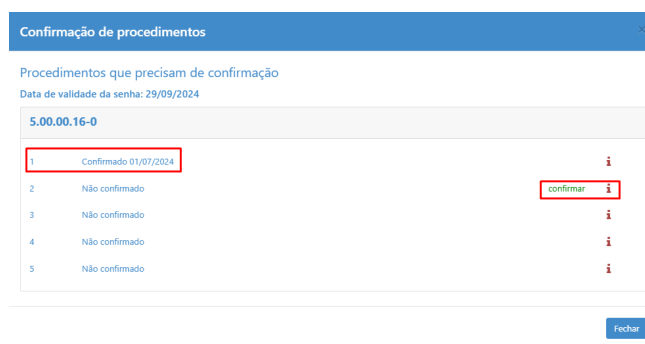 Confirmação de procedimentos
Procedimentos que precisam de confirmação
Data de validade da senha: 29/09/2024
5.00.00.16-0
1 Confirmado 01/07/2024 i
2 Não confirmado confirmar i
3 Não confirmado i
4 Não confirmado i
5 Não confirmado i
Fechar